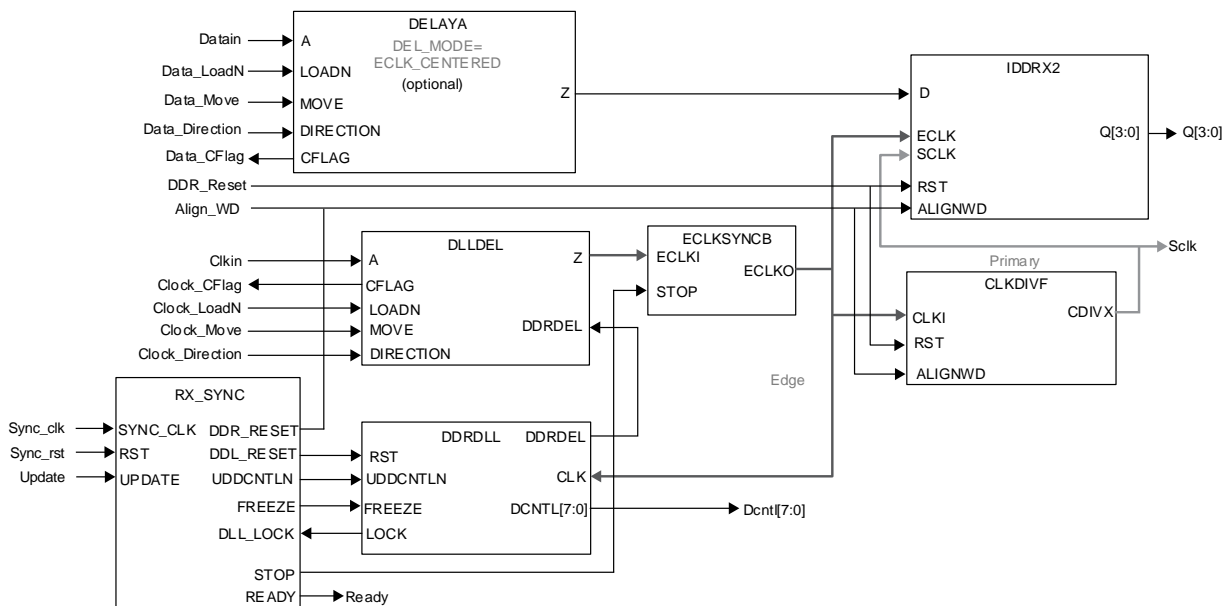 DELAYA
DEL_MODE=
ECLK_CENTERED
(optional)
Datain
A
Data_LoadN
LOADN
Data_Move
MOVE
Data_Direction
DIRECTION
Data_CFlag
CFLAG
Z
IDDRX2
D
ECLK
SCLK
RST
ALIGNWD
Q[3:0]
Q[3:0]
DDR_Reset
Align_WD
DLLDEL
Clkin
A
Z
Clock_CFlag
CFLAG
Clock_LoadN
LOADN
Clock_Move
MOVE
DDRDEL
Clock_Direction
DIRECTION
ECLKSYNCB
ECLKI
ECLKO
STOP
Sclk
Primary
CLKDIVF
CLKI
CDIVX
RST
ALIGNWD
Edge
RX_SYNC
Sync_clk
SYNC_CLK
DDR_RESET
Sync_rst
RST
DDL_RESET
Update
UPDATE
UDDCNTLN
FREEZE
DLL_LOCK
STOP
READY
Ready
DDRDLL
DDRDEL
RST
CLK
UDDCNTLN
FREEZE
DCNTL[7:0]
LOCK
Dcntl[7:0]